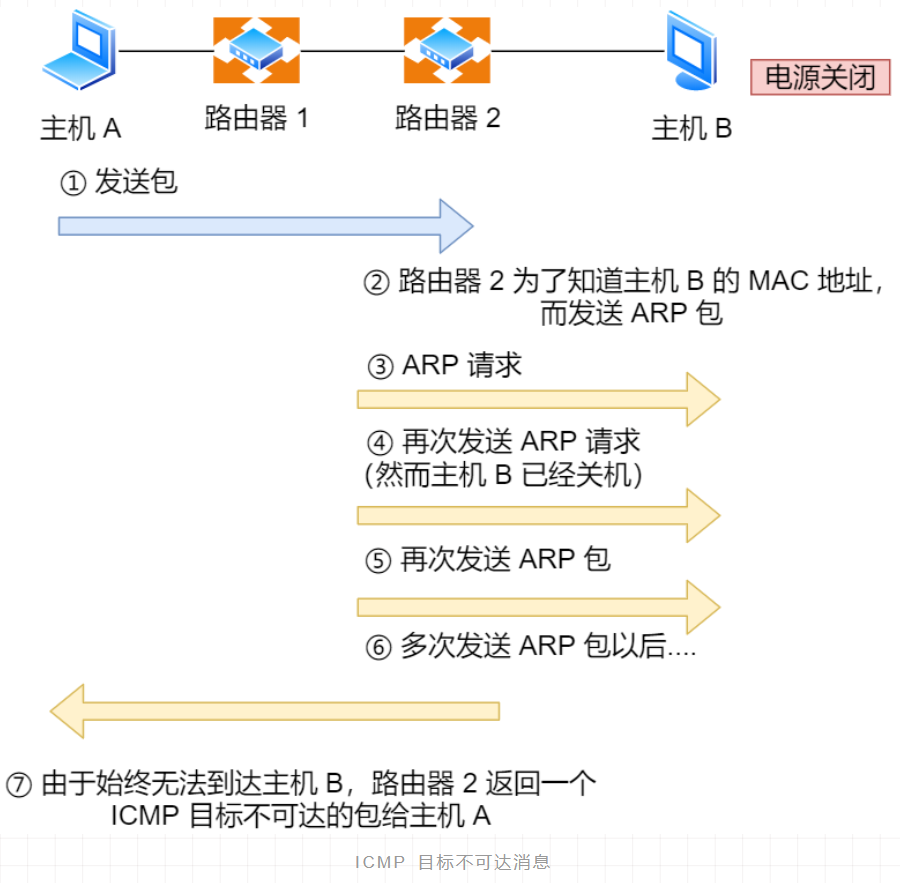 主机 A
路由器 1
路由器 2
主机 B
电源关闭
① 发送包
② 路由器 2 为了知道主机 B 的 MAC 地址，
而发送 ARP 包
③ ARP 请求
④ 再次发送 ARP 请求
（然而主机 B 已经关机）
⑤ 再次发送 ARP 包
⑥ 多次发送 ARP 包以后....
⑦ 由于始终无法到达主机 B，路由器 2 返回一个
ICMP 目标不可达的包给主机 A
ICMP 目标不可达消息